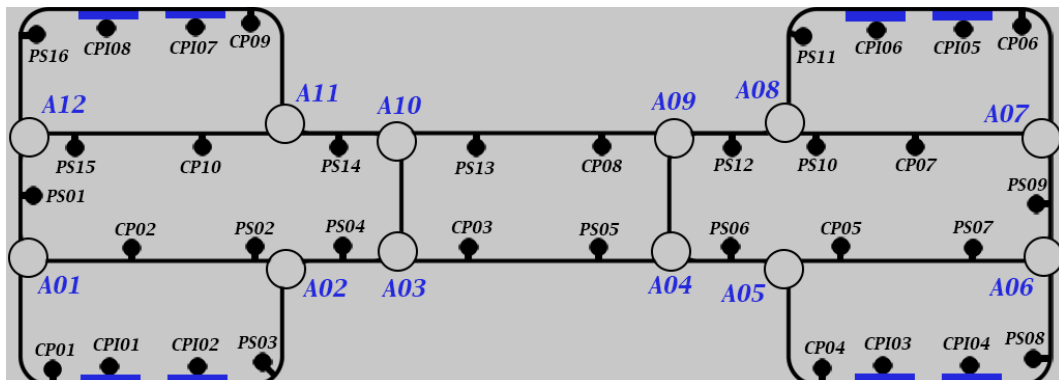 PS16
CPI08
CPI07
CP09
PS11
CPI06
CPI05
CP06
A12
A11
A10
A09
A08
A07
PS15
CP10
PS14
PS13
CP08
PS12
PS10
CP07
PS01
PS09
CP02
PS02
PS04
CP03
PS05
PS06
CP05
PS07
A01
A02
A03
A04
A05
A06
CP01
CPI01
CPI02
PS03
CP04
CPI03
CPI04
PS08